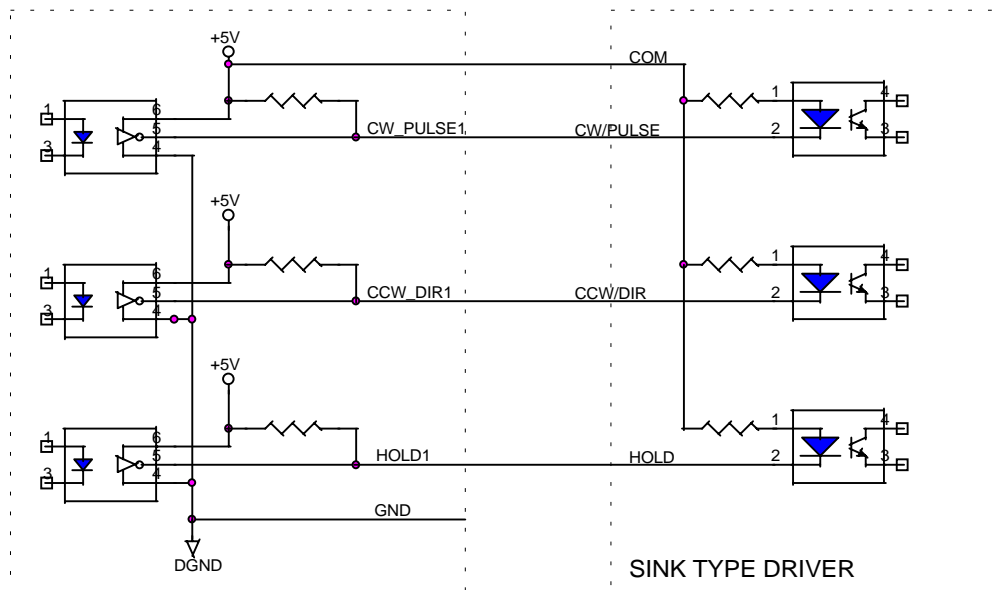 +5V
COM
1 6 1 4
5 CW_PULSE1 CW/PULSE 2 3
3 4
+5V
1 6 1 4
5 CCW_DIR1 CCW/DIR 2 3
3 4
+5V
1 6 1 4
5 HOLD1 HOLD 2 3
3 4
GND
DGND
SINK TYPE DRIVER